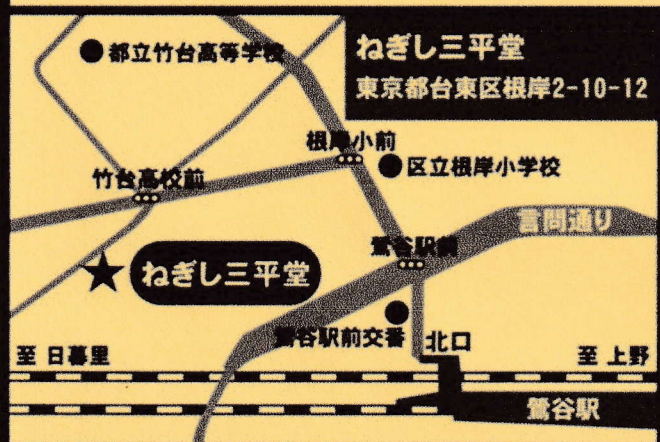 ねぎし三平堂
東京都台東区根岸2-10-12
都立竹台高等学校
根岸小前
区立根岸小学校
竹台高校前
言問通り
鶯谷駅前
ねぎし三平堂
鶯谷駅前交番
北口
至 日暮里
至 上野
鶯谷駅